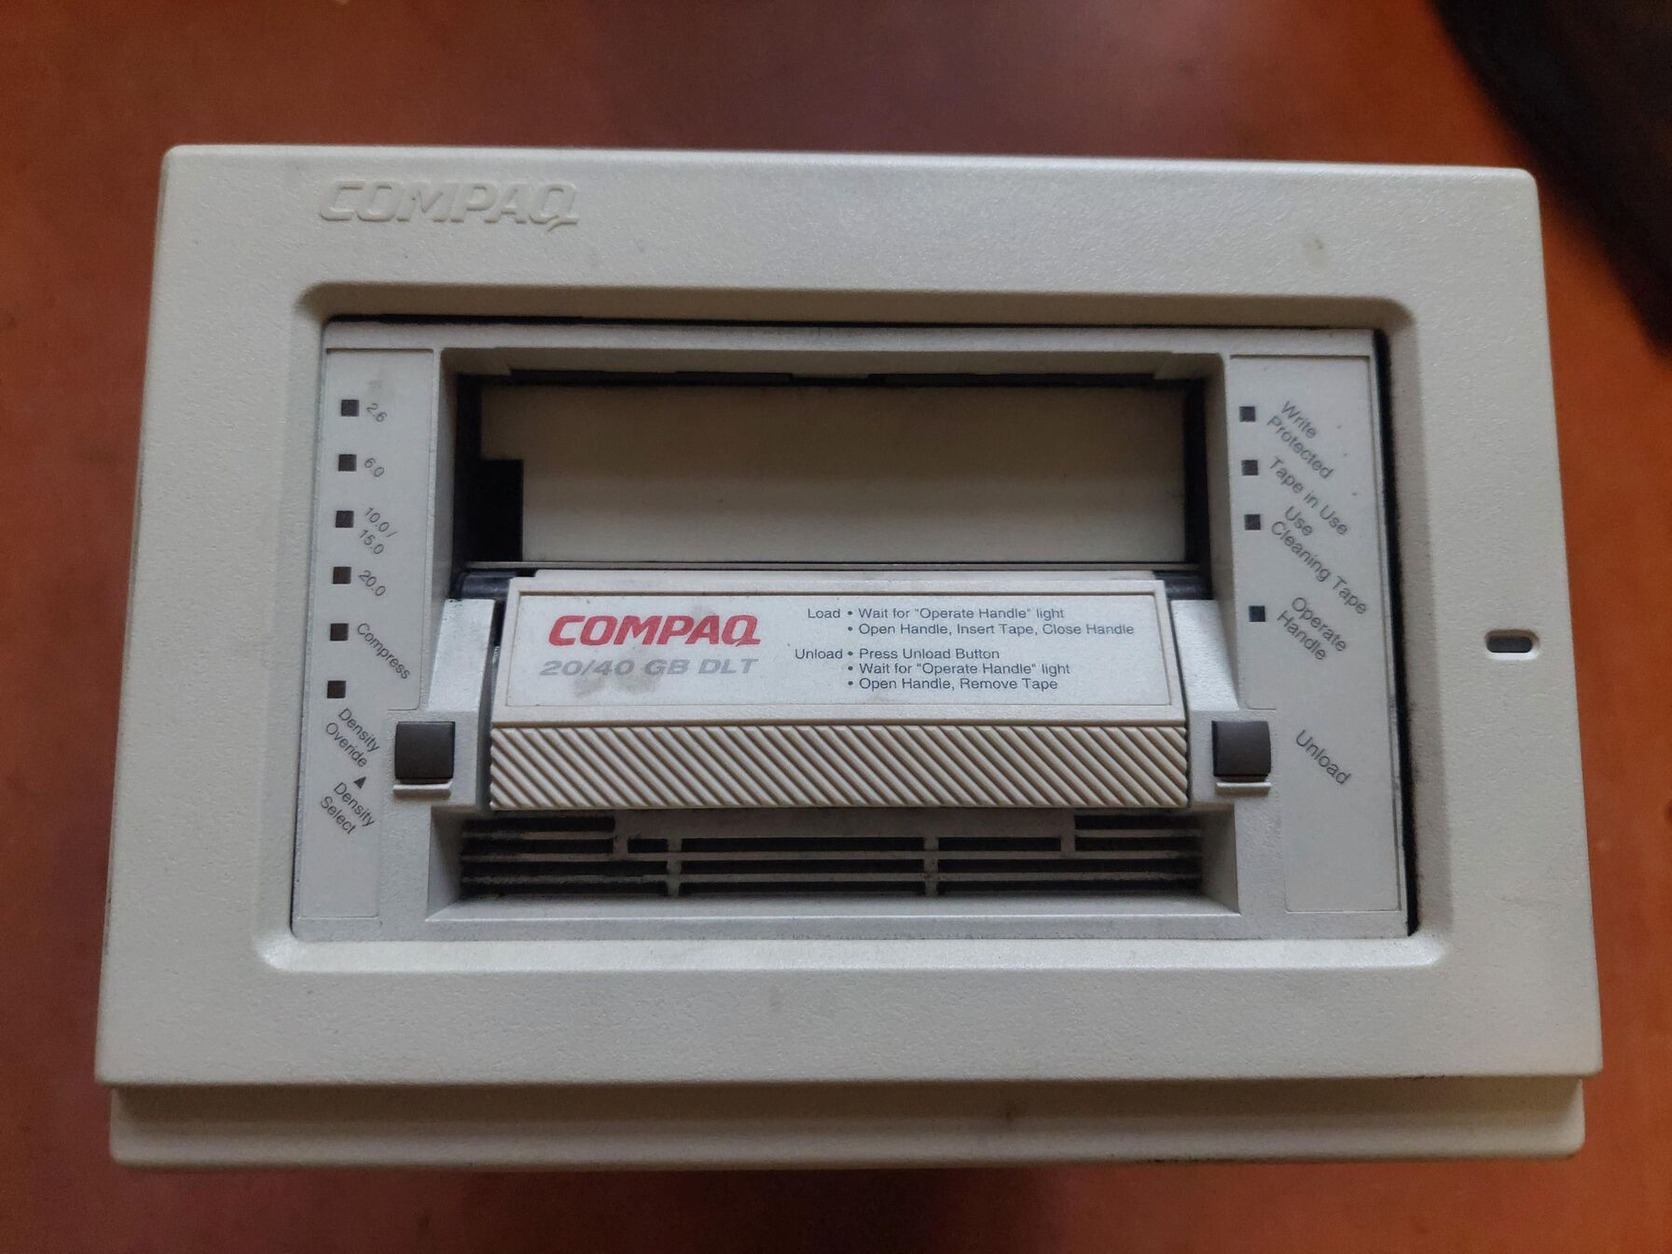 COMPAQ
2.6
6.0
10.0/
15.0
20.0
Compress
Density
Overide
Density
Select
COMPAQ
20/40 GB DLT
Load • Wait for "Operate Handle" light
• Open Handle, Insert Tape, Close Handle
Unload • Press Unload Button
• Wait for "Operate Handle" light
• Open Handle, Remove Tape
Write
Protected
Tape in Use
Use
Cleaning Tape
Operate
Handle
Unload